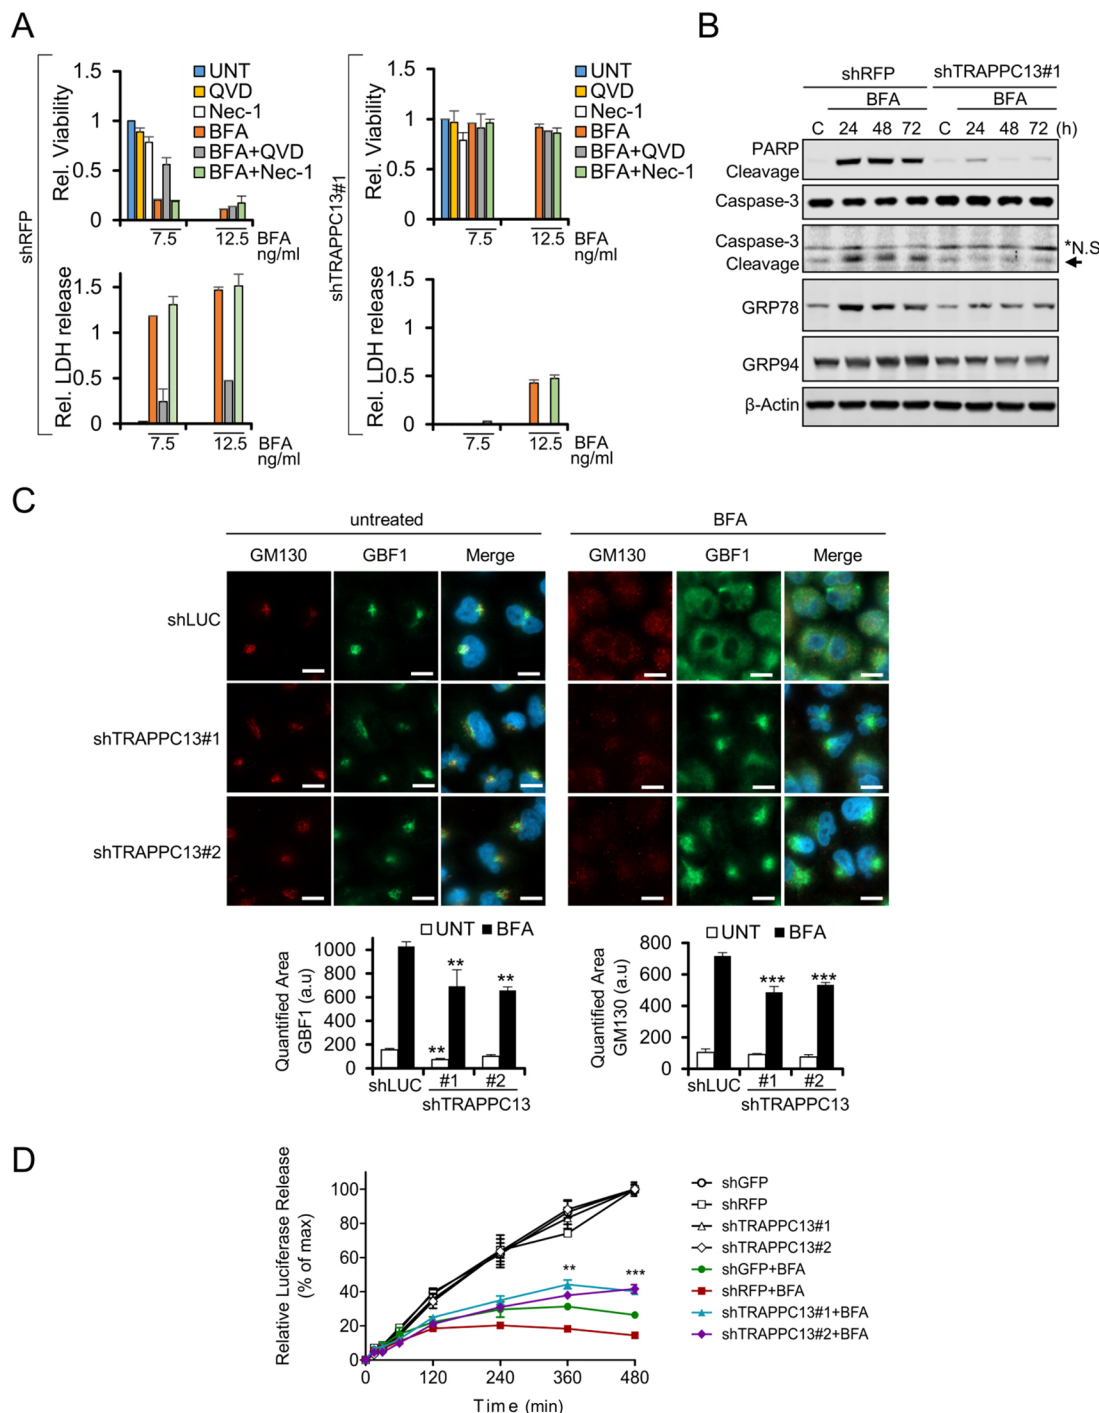 A
shRFP
Rel. Viability
1.5
1
0.5
0
UNT
QVD
Nec-1
BFA
BFA+QVD
BFA+Nec-1
7.5
12.5
BFA
ng/ml
Rel. LDH release
1.5
1
0.5
0
7.5
12.5
BFA
ng/ml
shTRAPPC13#1
Rel. Viability
1.5
1
0.5
0
UNT
QVD
Nec-1
BFA
BFA+QVD
BFA+Nec-1
7.5
12.5
BFA
ng/ml
Rel. LDH release
1.5
1
0.5
0
7.5
12.5
BFA
ng/ml
B
shRFP shTRAPPC13#1
BFA BFA
C 24 48 72 C 24 48 72 (h)
PARP
Cleavage
Caspase-3
Caspase-3
Cleavage
*N.S
GRP78
GRP94
β-Actin
C
untreated BFA
GM130 GBF1 Merge GM130 GBF1 Merge
shLUC
shTRAPPC13#1
shTRAPPC13#2
Quantified Area
GBF1 (a.u)
UNT BFA
1000
800
600
400
200
0
**
**
**
shLUC #1 #2
shTRAPPC13
Quantified Area
GM130 (a.u)
UNT BFA
800
600
400
200
0
***
***
shLUC #1 #2
shTRAPPC13
D
Relative Luciferase Release
(% of max)
100
80
60
40
20
0
** ***
0 120 240 360 480
Time (min)
shGFP
shRFP
shTRAPPC13#1
shTRAPPC13#2
shGFP+BFA
shRFP+BFA
shTRAPPC13#1+BFA
shTRAPPC13#2+BFA